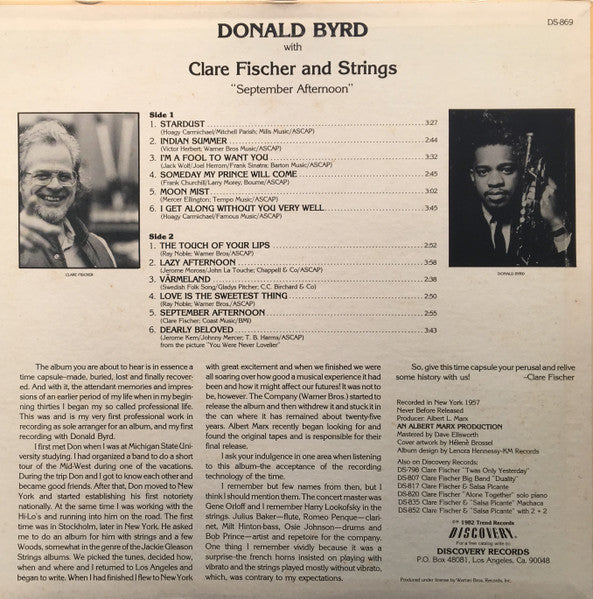 DONALD BYRD
DS-869
with
Clare Fischer and Strings
"September Afternoon"
Side 1
1. STARDUST 3:27
(Hoagy Carmichael/Mitchell Parish; Mills Music/ASCAP)
2. INDIAN SUMMER 2:44
(Victor Herbert; Warner Bros Music/ASCAP)
3. I'M A FOOL TO WANT YOU 3:32
(Jack Wolf/Joel Herrom/Frank Sinatra; Barton Music/ASCAP)
4. SOMEDAY MY PRINCE WILL COME 2:45
(Frank Churchill/Larry Morey, Bourne/ASCAP)
5. MOON MIST 3:02
(Mercer Ellington; Tempo Music/ASCAP)
6. I GET ALONG WITHOUT YOU VERY WELL 3:45
(Hoagy Carmichael/Famous Music/ASCAP)
Side 2
1. THE TOUCH OF YOUR LIPS 2:52
(Ray Noble; Warner Bros/ASCAP)
2. LAZY AFTERNOON 3:58
(Jerome Moross/John La Touche; Chappell & Co/ASCAP)
3. VÄRMELAND 2:38
(Swedish Folk Song/Gladys Pitcher; C.C. Birchard & Co)
4. LOVE IS THE SWEETEST THING 2:50
(Ray Noble; Warner Bros./ASCAP)
5. SEPTEMBER AFTERNOON 2:55
(Clare Fischer; Coast Music/BMI)
6. DEARLY BELOVED 3:43
(Jerome Kern/Johnny Mercer; T. B. Harms/ASCAP)
from the picture "You Were Never Lovelier"
CLARE FISCHER
DONALD BYRD
The album you are about to hear is in essence a
time capsule–made, buried, lost and finally recover-
ed. And with it, the attendant memories and impres-
sions of an earlier period of my life when in my begin-
ning thirties I began my so called professional life.
This was and is my very first professional work in
recording as sole arranger for an album, and my first
recording with Donald Byrd.
I first met Don when I was at Michigan State Uni-
versity studying. I had organized a band to do a short
tour of the Mid-West during one of the vacations.
During the trip Don and I got to know each other and
became good friends. After that, Don moved to New
York and started establishing his first notoriety
nationally. At the same time I was working with the
Hi-Lo's and running into him on the road. The first
time was in Stockholm, later in New York. He asked
me to do an album for him with strings and a few
Woods, somewhat in the genre of the Jackie Gleason
Strings albums. We picked the tunes, decided how,
when and where and I returned to Los Angeles and
began to write. When I had finished I flew to New York
with great excitement and when we finished we were
all soaring over how good a musical experience it had
been and how it might affect our futures! It was not to
be, however. The Company (Warner Bros.) started to
release the album and then withdrew it and stuck it in
the can where it has remained about twenty-five
years. Albert Marx recently began looking for and
found the original tapes and is responsible for their
final release.
I ask your indulgence in one area when listening
to this album–the acceptance of the recording
technology of the time.
I remember but few names from then, but I
think I should mention them. The concert master was
Gene Orloff and I remember Harry Lookofsky in the
strings. Julius Baker–flute, Romeo Penque–clari-
net, Milt Hinton-bass, Osie Johnson–drums and
Bob Prince–artist and repetoire for the company.
One thing I remember vividly because it was a
surprise–the french horns insisted on playing with
vibrato and the strings played mostly without vibrato,
which, was contrary to my expectations.
So, give this time capsule your perusal and relive
some history with us!
–Clare Fischer
Recorded in New York 1957
Never Before Released
Producer: Albert L. Marx
AN ALBERT MARX PRODUCTION
Mastered by Dave Ellsworth
Cover artwork by Hélenè Brossel
Album design by Lencza Hennessy-KM Records
Also on Discovery Records:
DS-798 Clare Fischer "Twas Only Yesterday"
DS-807 Clare Fischer Big Band "Duality"
DS-817 Clare Fischer & Salsa Picante
DS-820 Clare Fischer "Alone Together" solo piano
DS-835 Clare Fischer & "Salsa Picante" Machaca
DS-852 Clare Fischer & "Salsa Picante" with 2 + 2
℗© 1982 Trend Records
DISCOVERY.
For a free catalog write to:
DISCOVERY RECORDS
P.O. Box 48081, Los Angeles, Ca. 90048
Produced under license by Warner Bros. Records, Inc.